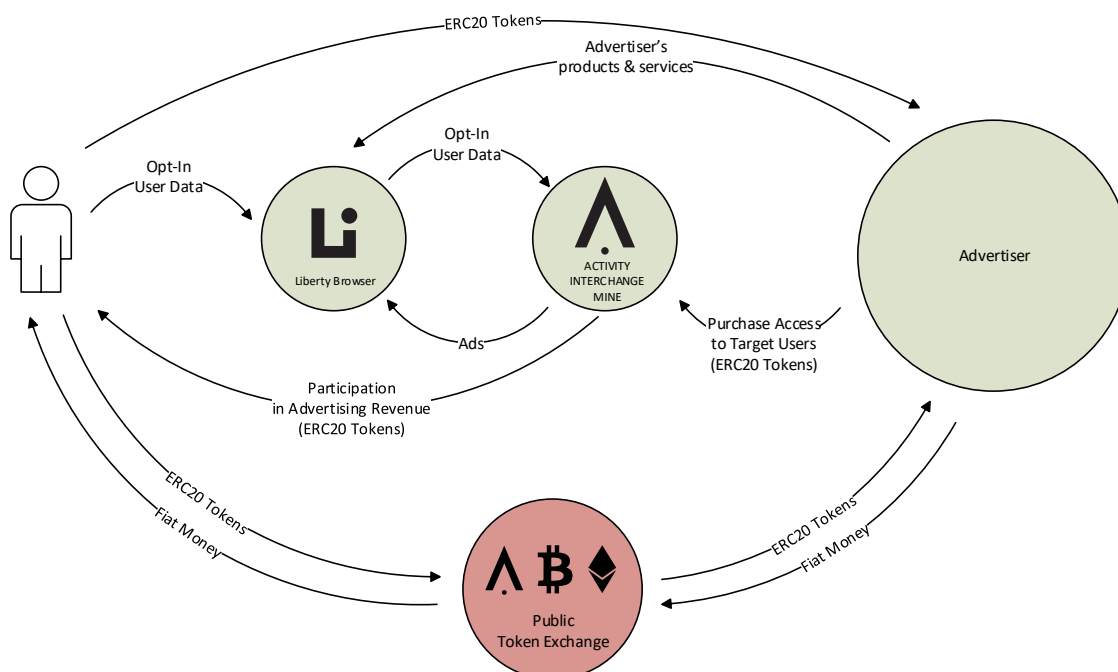 ERC20 Tokens
Advertiser's
products & services
Opt-In
User Data
Opt-In
User Data
Li
Liberty Browser
ACTIVITY
INTERCHANGE
MINE
Advertiser
Ads
Purchase Access
to Target Users
(ERC20 Tokens)
Participation
in Advertising Revenue
(ERC20 Tokens)
ERC20 Tokens
Fiat Money
ERC20 Tokens
Fiat Money
Public
Token Exchange